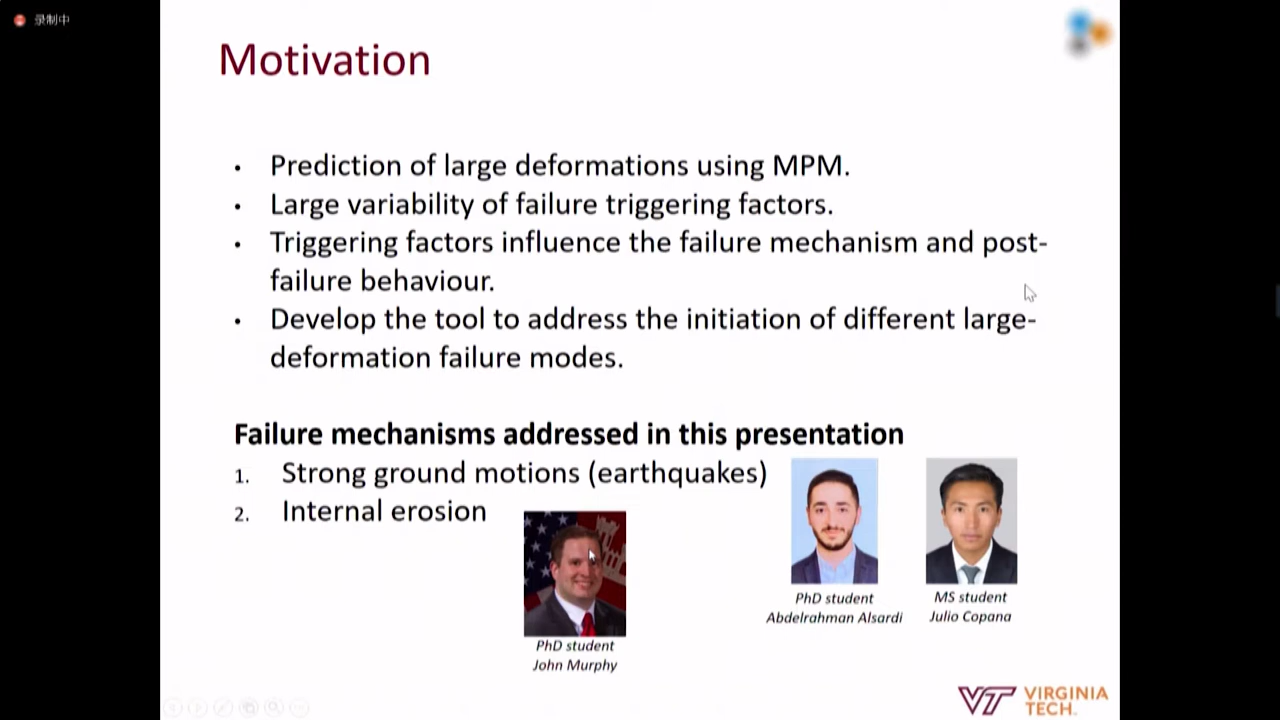 录制中
Motivation
• Prediction of large deformations using MPM.
• Large variability of failure triggering factors.
• Triggering factors influence the failure mechanism and post-
failure behaviour.
• Develop the tool to address the initiation of different large-
deformation failure modes.
Failure mechanisms addressed in this presentation
1. Strong ground motions (earthquakes)
2. Internal erosion
PhD student
Abdelrahman Alsardi
MS student
Julio Copana
PhD student
John Murphy
VT VIRGINIA
TECH.